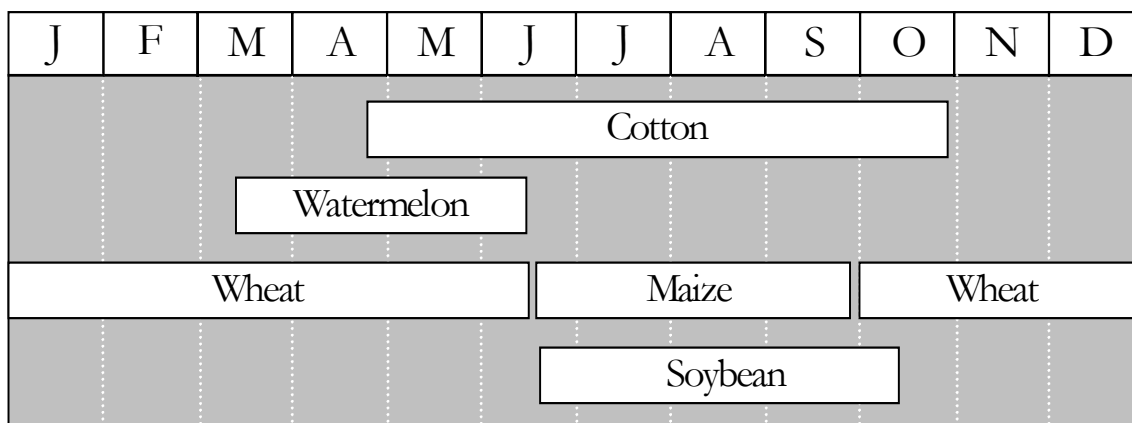 J F M A M J J A S O N D
Cotton
Watermelon
Wheat Maize Wheat
Soybean